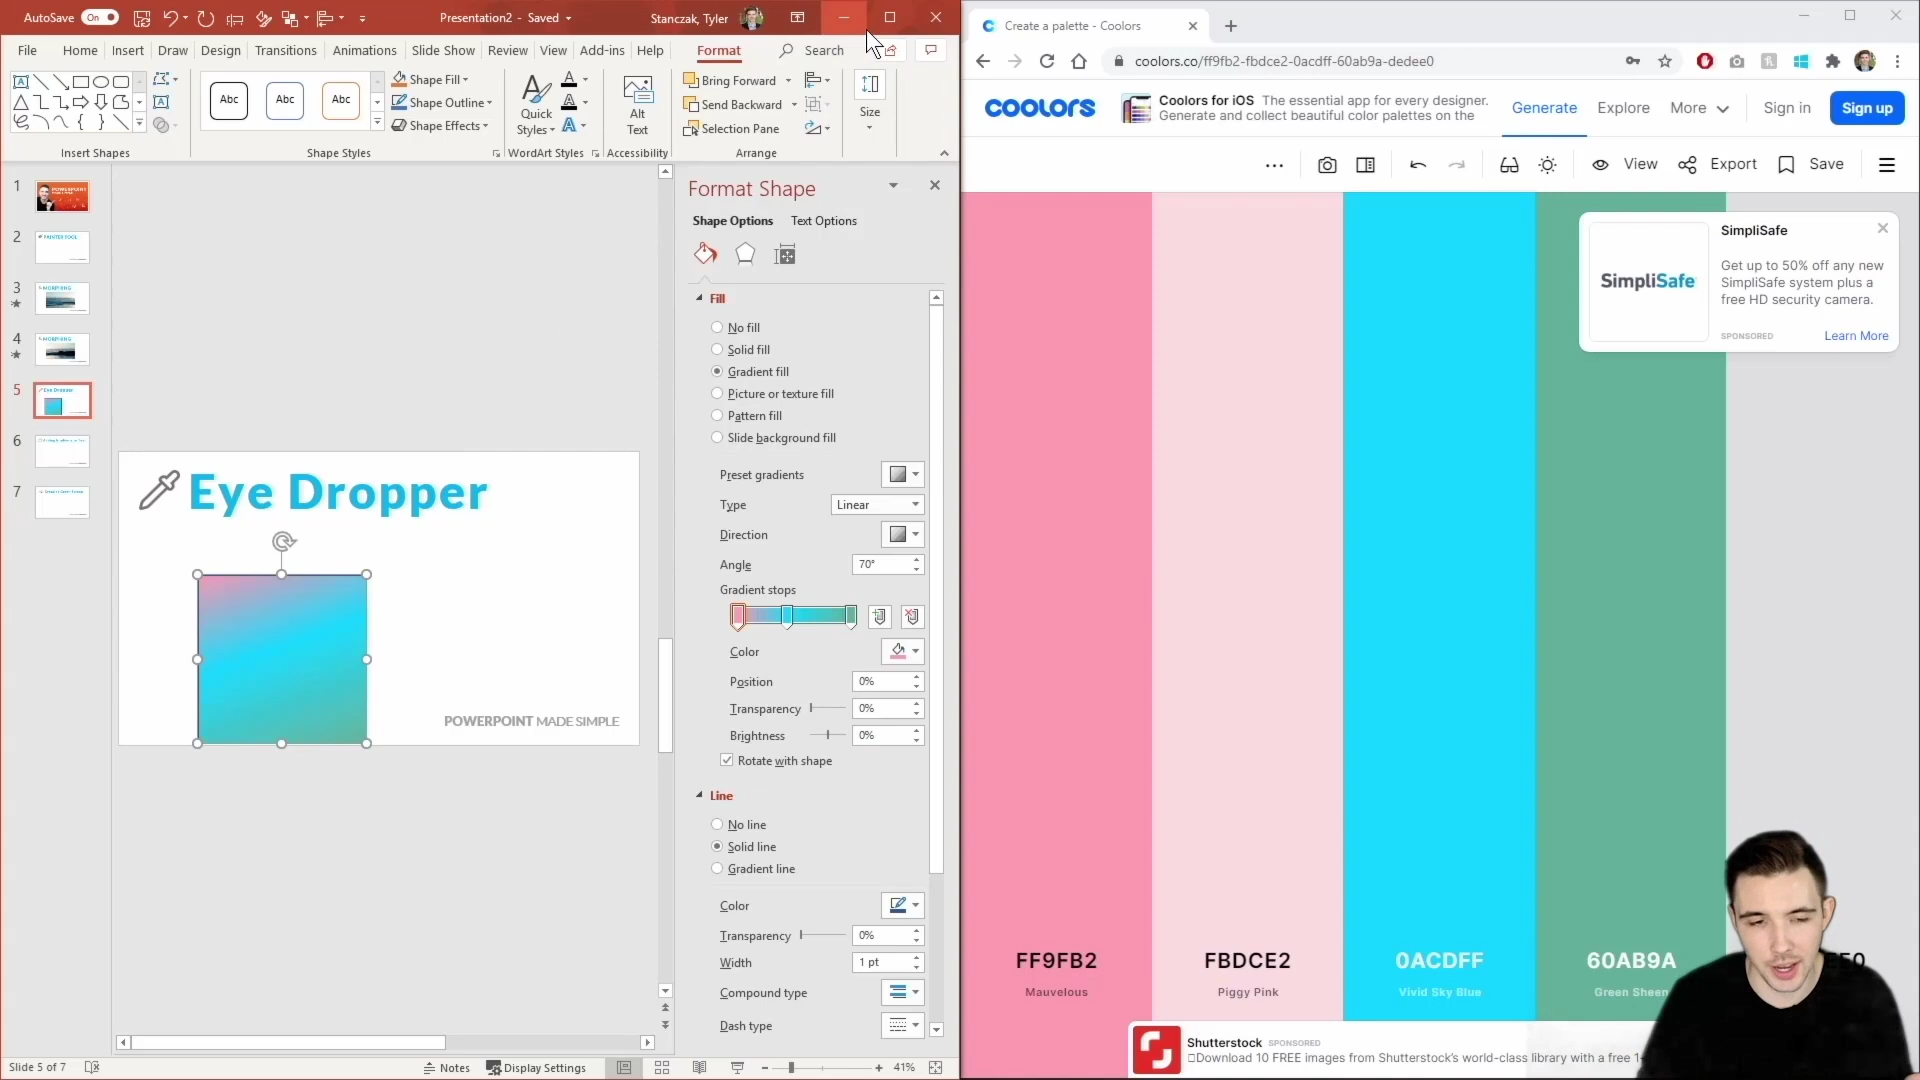 AutoSave On Presentation2 - Saved Stanczak, Tyler
File Home Insert Draw Design Transitions Animations Slide Show Review View Add-ins Help Format Search
Abc Abc Abc
Shape Fill
Shape Outline
Shape Effects
Quick Styles
Alt Text
Bring Forward
Send Backward
Selection Pane
Size
Insert Shapes Shape Styles WordArt Styles Accessibility Arrange
1
2
3
4
5
6
7
Eye Dropper
POWERPOINT MADE SIMPLE
Format Shape
Shape Options Text Options
Fill
No fill
Solid fill
Gradient fill
Picture or texture fill
Pattern fill
Slide background fill
Preset gradients
Type Linear
Direction
Angle 70°
Gradient stops
Color
Position 0%
Transparency 0%
Brightness 0%
Rotate with shape
Line
No line
Solid line
Gradient line
Color
Transparency 0%
Width 1 pt
Compound type
Dash type
Slide 5 of 7 Notes Display Settings 41%
Create a palette - Coolors
coolors.co/ff9fb2-fbdce2-0acdff-60ab9a-dedee0
coolors
Coolors for iOS The essential app for every designer.
Generate and collect beautiful color palettes on the
Generate Explore More Sign in Sign up
View Export Save
SimpliSafe
SimpliSafe
Get up to 50% off any new
SimpliSafe system plus a
free HD security camera.
SPONSORED Learn More
FF9FB2 FBDCE2 0ACDFF 60AB9A
Mauvelous Piggy Pink Vivid Sky Blue Green Sheen
Shutterstock SPONSORED
Download 10 FREE images from Shutterstock's world-class library with a free